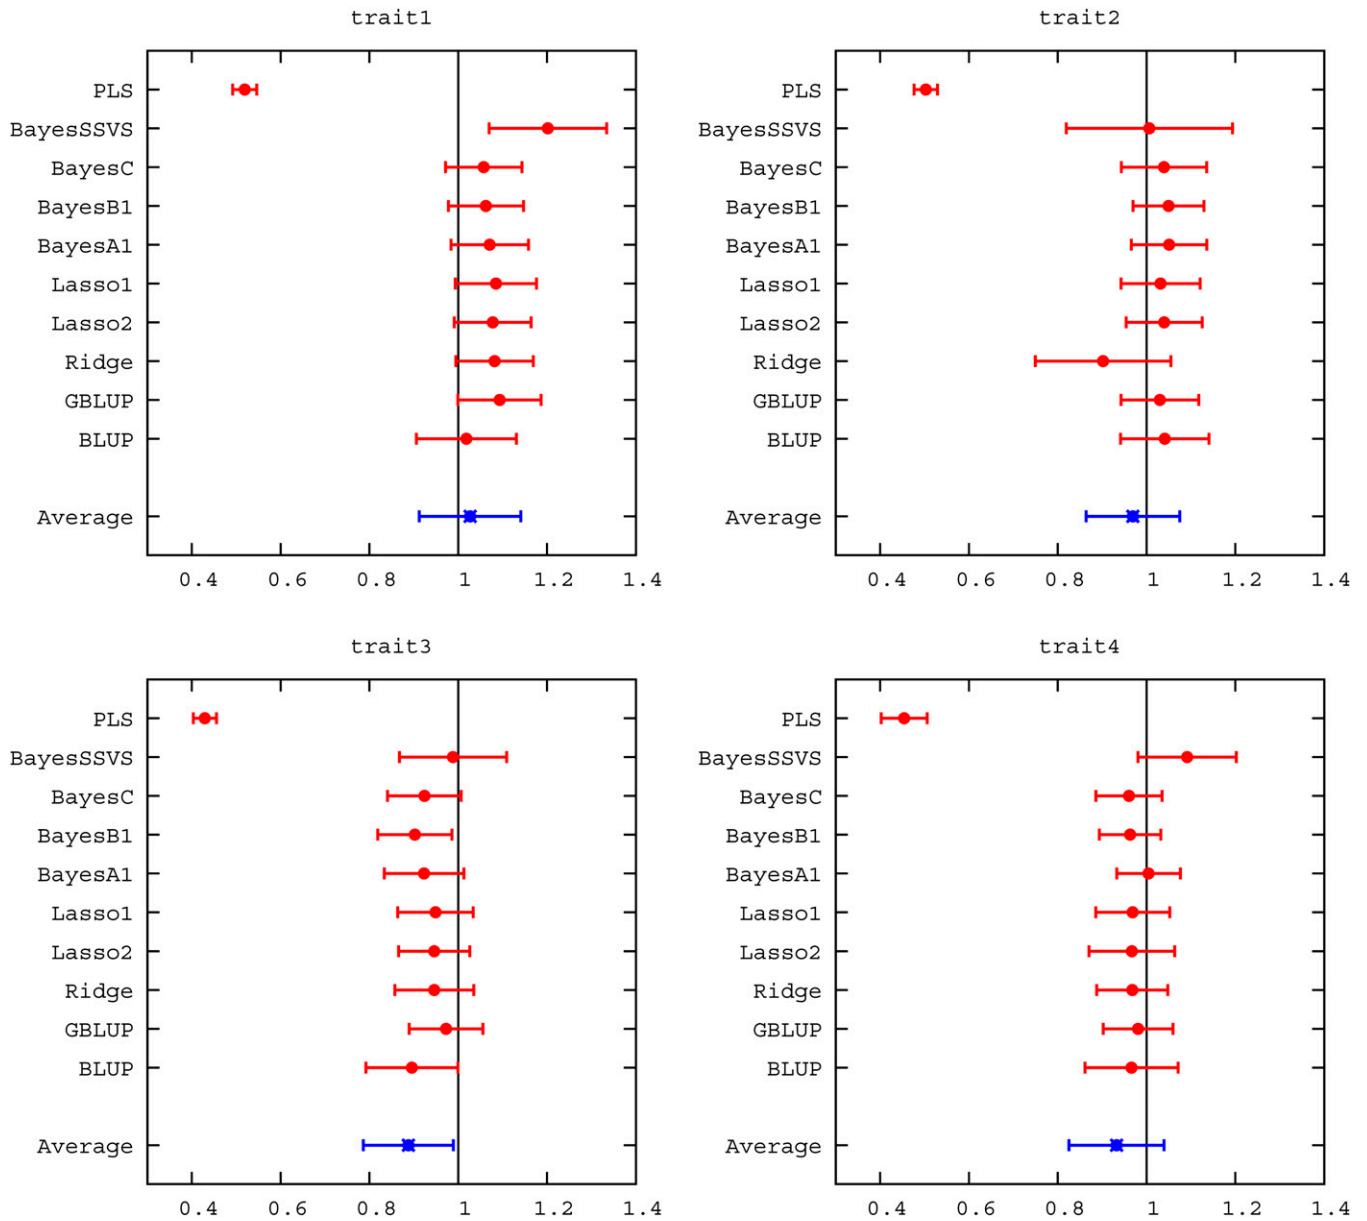 trait1
PLS
BayesSSVS
BayesC
BayesB1
BayesA1
Lasso1
Lasso2
Ridge
GBLUP
BLUP
Average
0.4 0.6 0.8 1 1.2 1.4
trait2
PLS
BayesSSVS
BayesC
BayesB1
BayesA1
Lasso1
Lasso2
Ridge
GBLUP
BLUP
Average
0.4 0.6 0.8 1 1.2 1.4
trait3
PLS
BayesSSVS
BayesC
BayesB1
BayesA1
Lasso1
Lasso2
Ridge
GBLUP
BLUP
Average
0.4 0.6 0.8 1 1.2 1.4
trait4
PLS
BayesSSVS
BayesC
BayesB1
BayesA1
Lasso1
Lasso2
Ridge
GBLUP
BLUP
Average
0.4 0.6 0.8 1 1.2 1.4